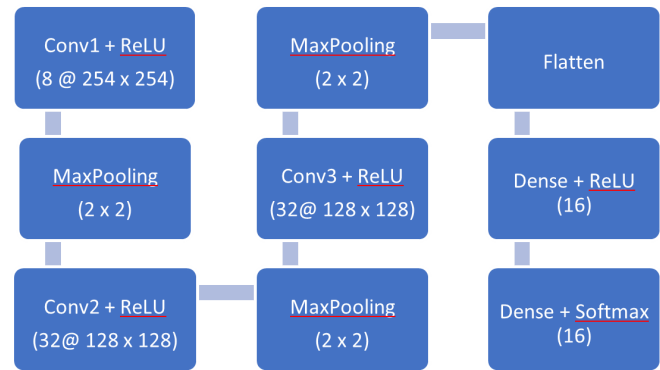 Conv1 + ReLU
(8 @ 254 x 254)
MaxPooling
(2 x 2)
Conv2 + ReLU
(32@ 128 x 128)
MaxPooling
(2 x 2)
Conv3 + ReLU
(32@ 128 x 128)
MaxPooling
(2 x 2)
Flatten
Dense + ReLU
(16)
Dense + Softmax
(16)